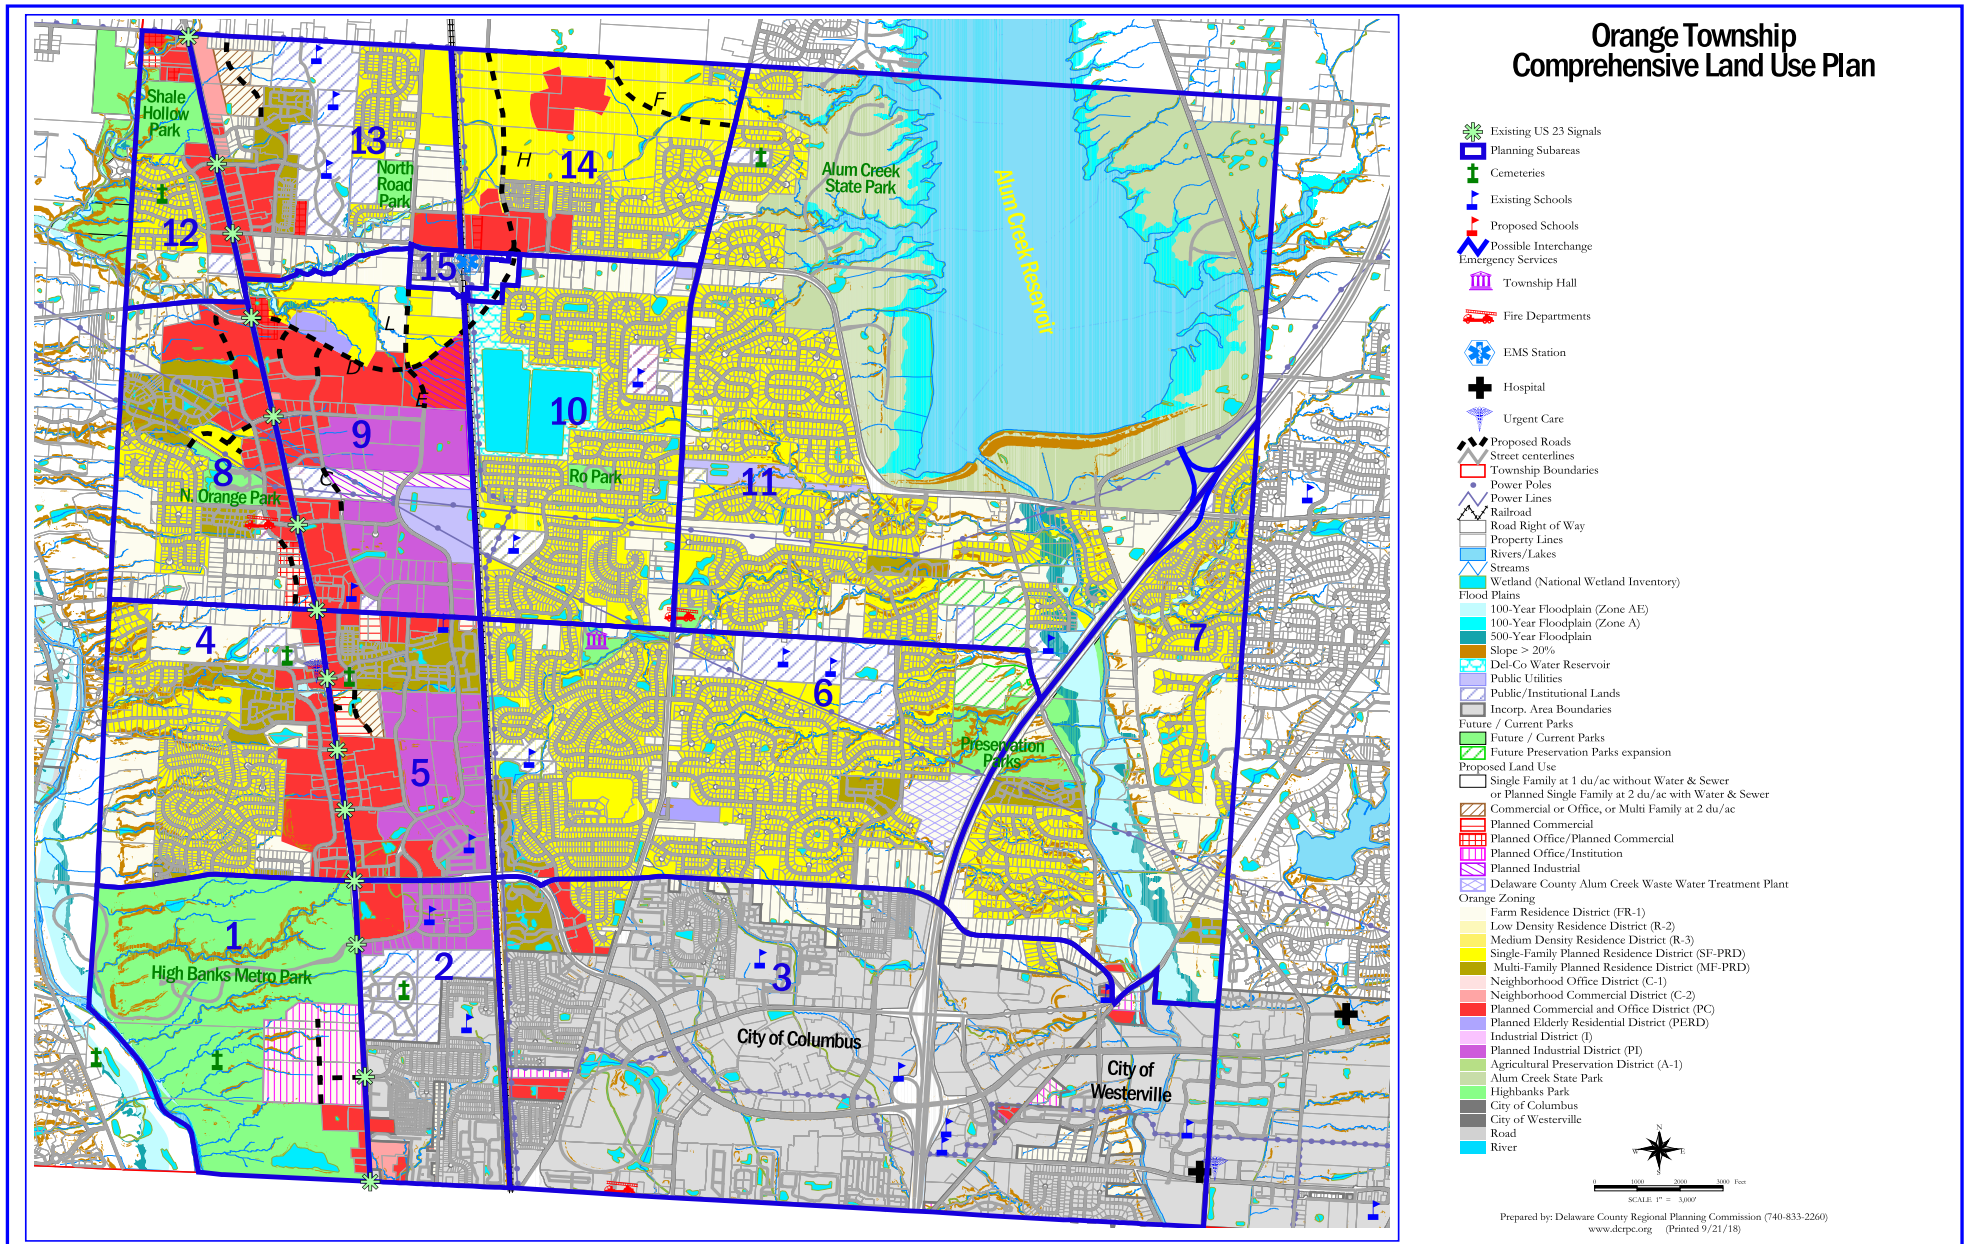 Orange Township
Comprehensive Land Use Plan
Existing US 23 Signals
Planning Subareas
Cemeteries
Existing Schools
Proposed Schools
Possible Interchange
Emergency Services
Township Hall
Fire Departments
EMS Station
Hospital
Urgent Care
Proposed Roads
Street centerlines
Township Boundaries
Power Poles
Power Lines
Railroad
Road Right of Way
Property Lines
Rivers/Lakes
Streams
Wetland (National Wetland Inventory)
Flood Plains
100-Year Floodplain (Zone AE)
100-Year Floodplain (Zone A)
500-Year Floodplain
Slope > 20%
Del-Co Water Reservoir
Public Utilities
Public/Institutional Lands
Incorp. Area Boundaries
Future / Current Parks
Future / Current Parks
Future Preservation Parks expansion
Proposed Land Use
Single Family at 1 du/ac without Water & Sewer
or Planned Single Family at 2 du/ac with Water & Sewer
Commercial or Office, or Multi Family at 2 du/ac
Planned Commercial
Planned Office/Planned Commercial
Planned Office/Institution
Planned Industrial
Delaware County Alum Creek Waste Water Treatment Plant
Orange Zoning
Farm Residence District (FR-1)
Low Density Residence District (R-2)
Medium Density Residence District (R-3)
Single-Family Planned Residence District (SF-PRD)
Multi-Family Planned Residence District (MF-PRD)
Neighborhood Office District (C-1)
Neighborhood Commercial District (C-2)
Planned Commercial and Office District (PC)
Planned Elderly Residential District (PERD)
Industrial District (I)
Planned Industrial District (PI)
Agricultural Preservation District (A-1)
Alum Creek State Park
Highbanks Park
City of Columbus
City of Westerville
Road
River
N
W E
S
0 1000 2000 3000 Feet
SCALE 1" = 3,000'
Prepared by: Delaware County Regional Planning Commission (740-833-2260)
www.dcrpc.org (Printed 9/21/18)
Shale
Hollow
Park
13
North
Road
Park
F
H
14
Alum Creek
State Park
Alum Creek Reservoir
12
15
L
D
E
10
9
8
N. Orange Park
C
Ro Park
11
4
7
6
5
Preservation
Parks
1
High Banks Metro Park
2
3
City of Columbus
City of
Westerville